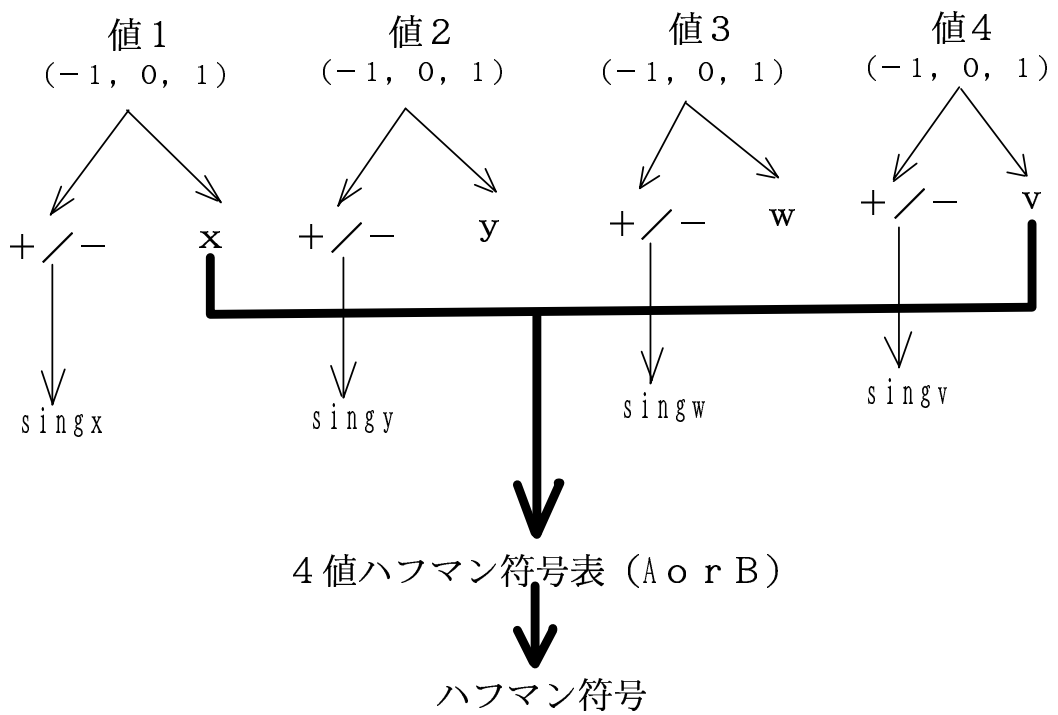 値1 値2 値3 値4
(−1, 0, 1) (−1, 0, 1) (−1, 0, 1) (−1, 0, 1)
+/− x +/− y +/− w +/− v
singx singy singw singv
4値ハフマン符号表(AorB)
ハフマン符号